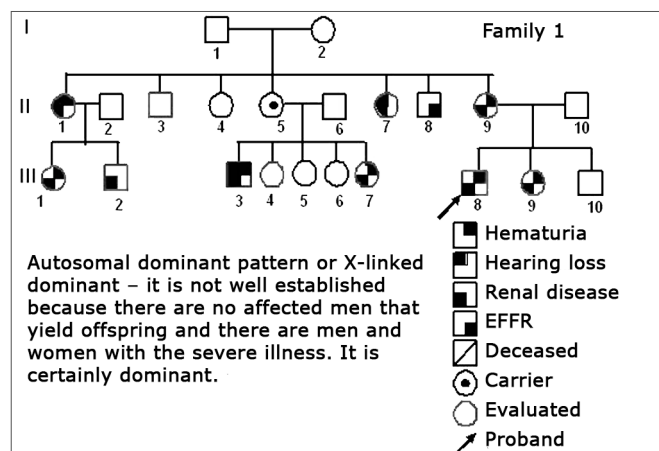 I
Family 1
1
2
II
1
2
3
4
5
6
7
8
9
10
III
1
2
3
4
5
6
7
8
9
10
Autosomal dominant pattern or X-linked
dominant – it is not well established
because there are no affected men that
yield offspring and there are men and
women with the severe illness. It is
certainly dominant.
Hematuria
Hearing loss
Renal disease
EFFR
Deceased
Carrier
Evaluated
Proband